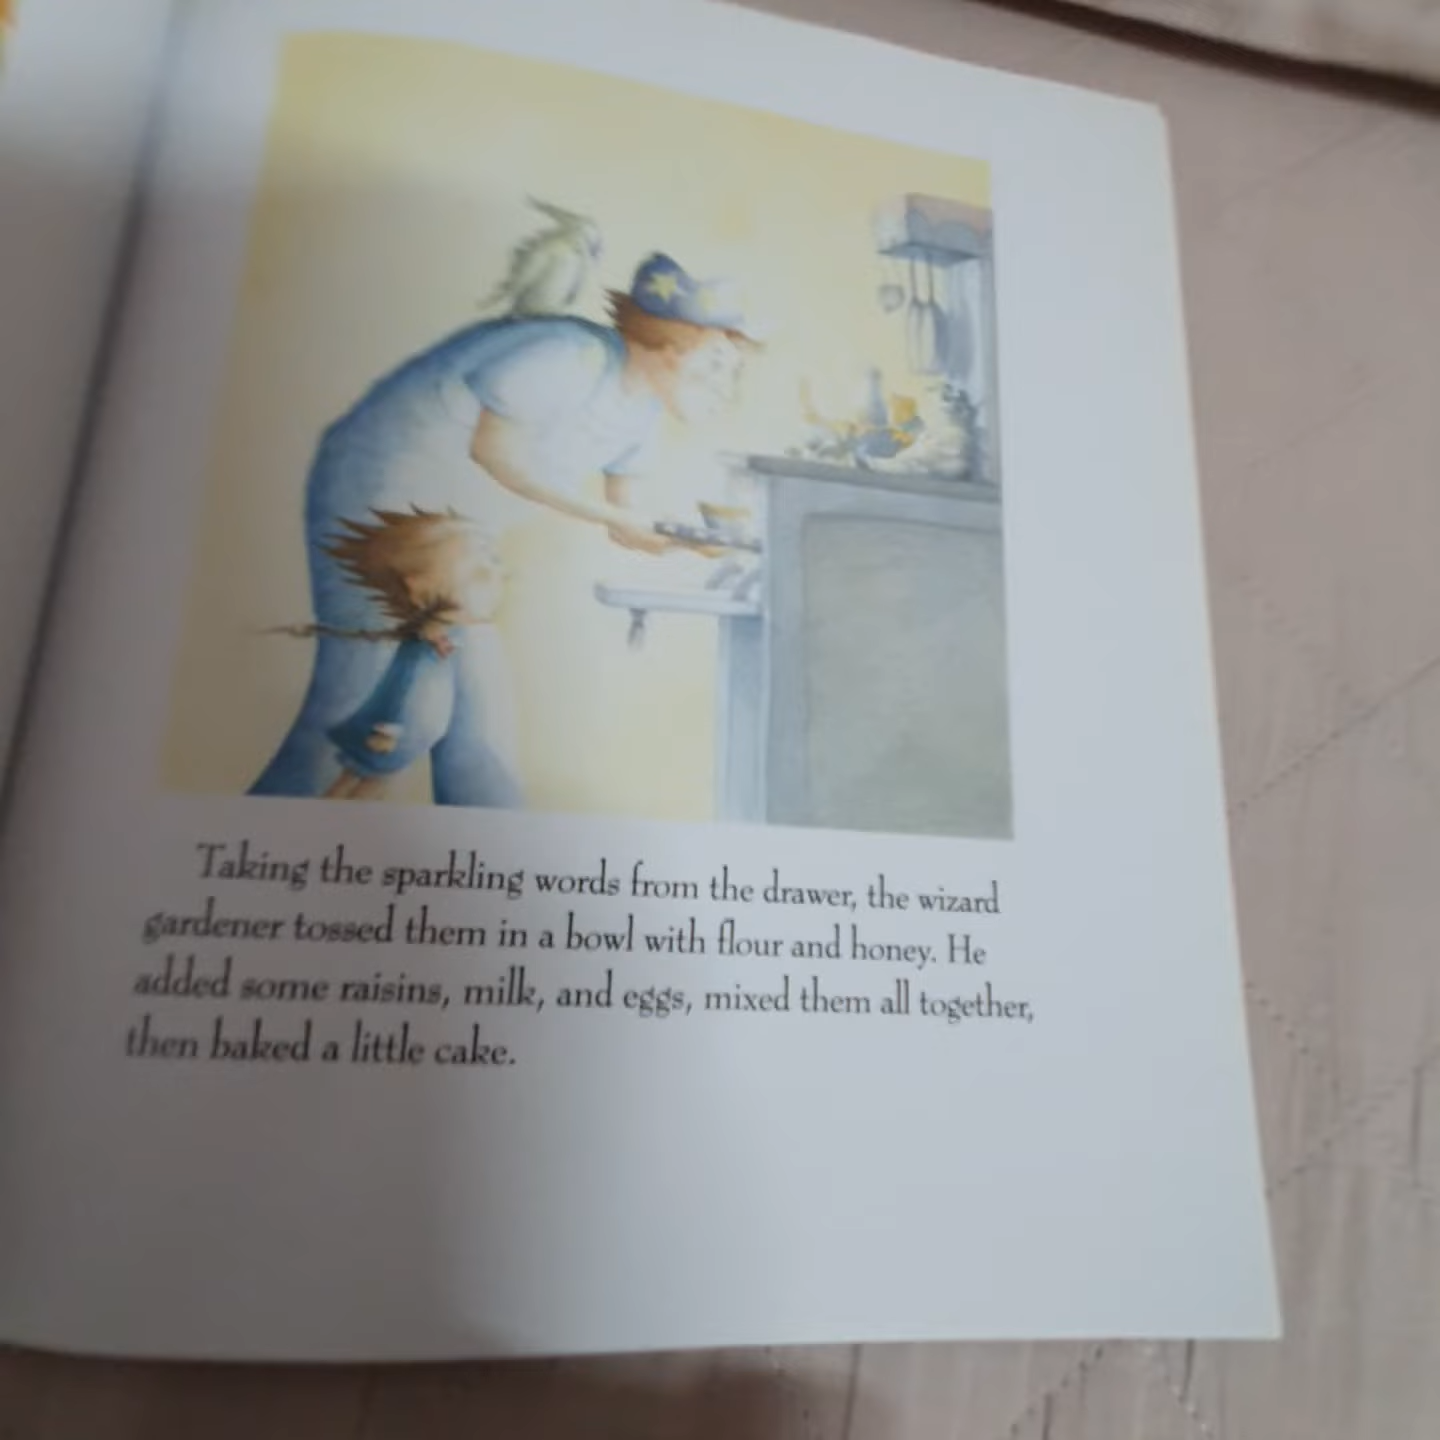 Taking the sparkling words from the drawer, the wizard
gardener tossed them in a bowl with flour and honey. He
added some raisins, milk, and eggs, mixed them all together,
then baked a little cake.